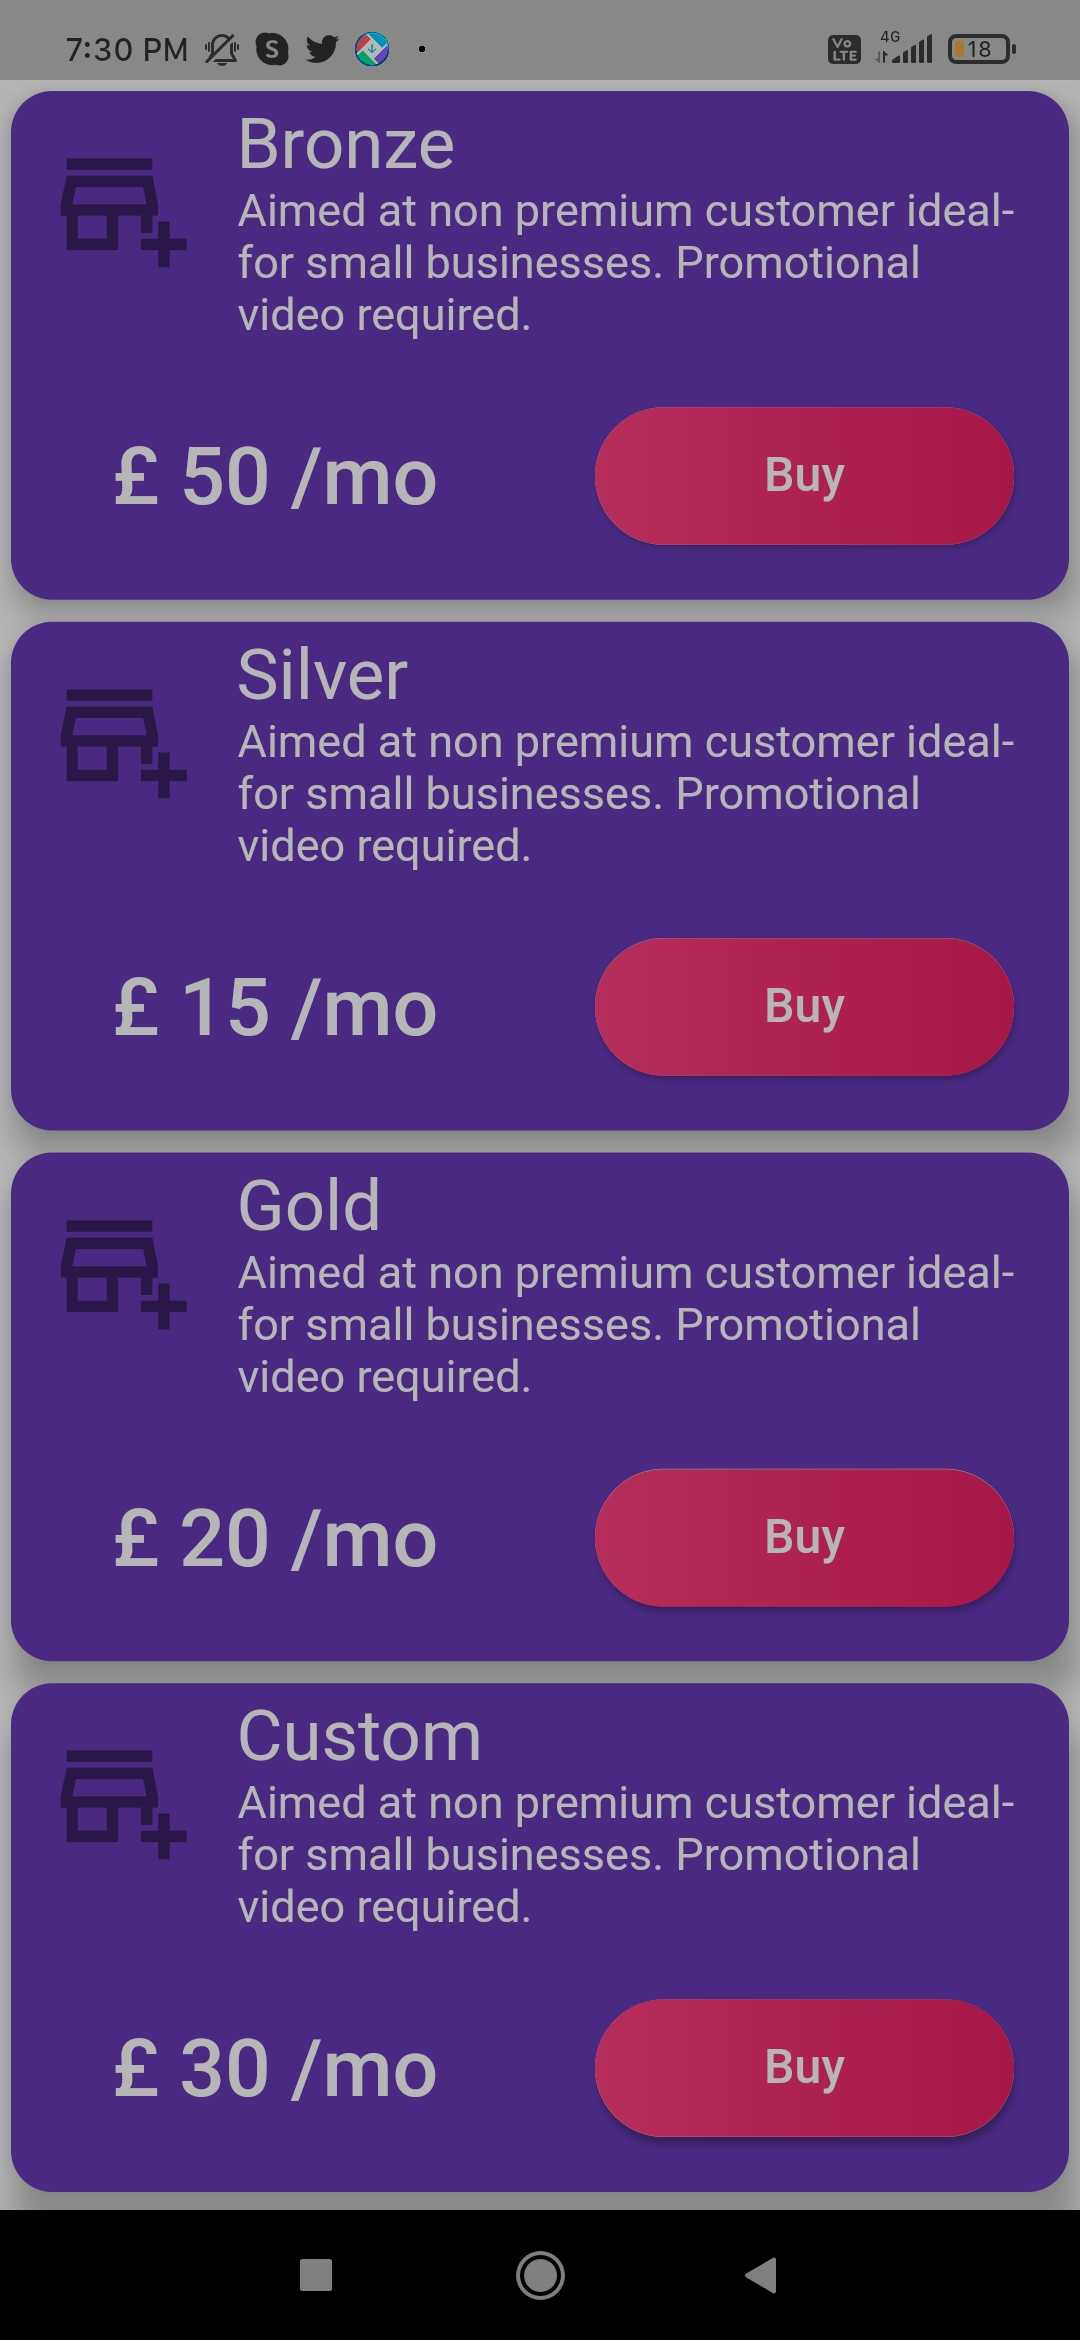 7:30 PM
Vo
LTE
4G
18
Bronze
Aimed at non premium customer ideal-
for small businesses. Promotional
video required.
£ 50 /mo
Buy
Silver
Aimed at non premium customer ideal-
for small businesses. Promotional
video required.
£ 15 /mo
Buy
Gold
Aimed at non premium customer ideal-
for small businesses. Promotional
video required.
£ 20 /mo
Buy
Custom
Aimed at non premium customer ideal-
for small businesses. Promotional
video required.
£ 30 /mo
Buy